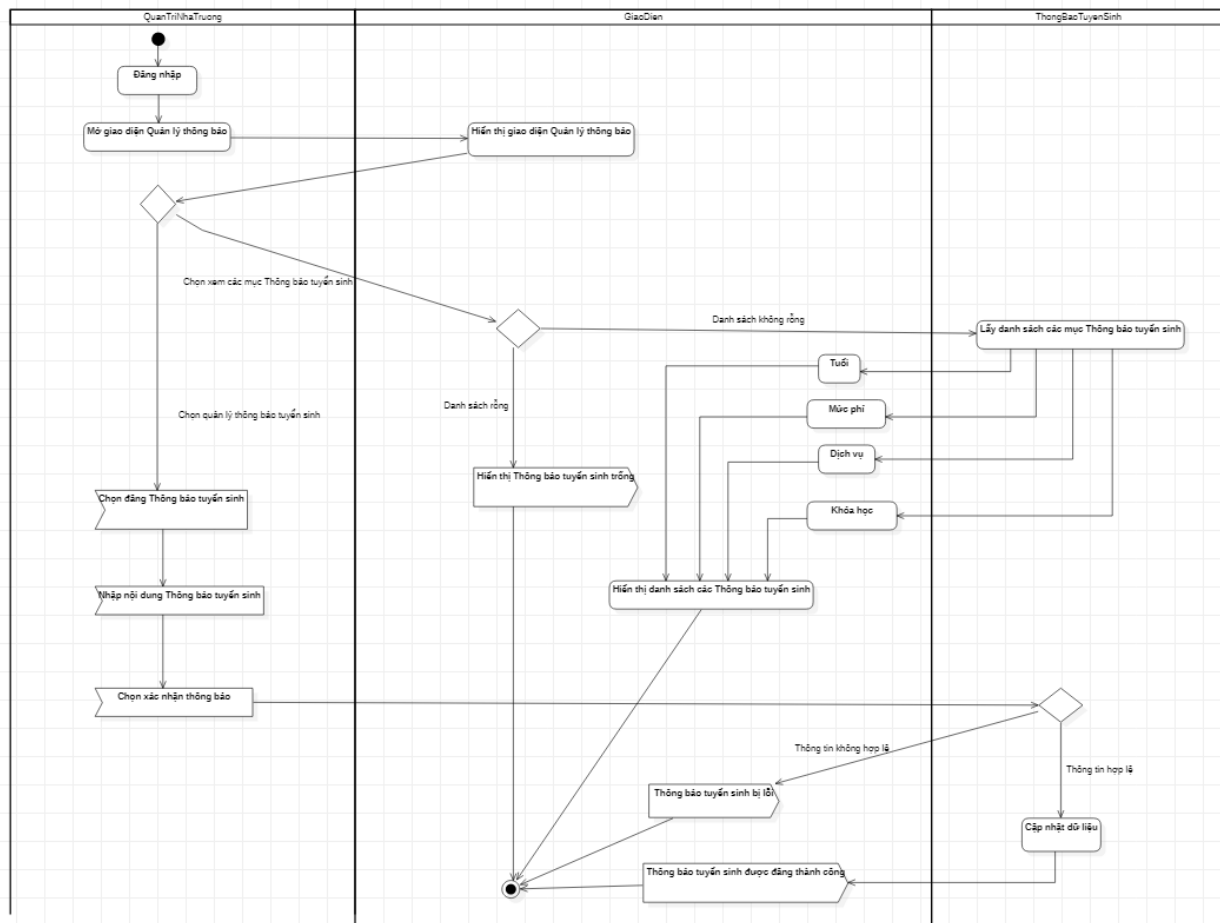 QuanTriNhaTruong
GiaoDien
ThongBaoTuyenSinh
Đăng nhập
Mở giao diện Quản lý thông báo
Hiển thị giao diện Quản lý thông báo
Chọn xem các mục Thông báo tuyển sinh
Danh sách không rỗng
Lấy danh sách các mục Thông báo tuyển sinh
Tuổi
Danh sách rỗng
Mức phí
Chọn quản lý thông báo tuyển sinh
Dịch vụ
Hiển thị Thông báo tuyển sinh trống
Chọn đăng Thông báo tuyển sinh
Khóa học
Nhập nội dung Thông báo tuyển sinh
Hiển thị danh sách các Thông báo tuyển sinh
Chọn xác nhận thông báo
Thông tin không hợp lệ
Thông tin hợp lệ
Thông báo tuyển sinh bị lỗi
Cập nhật dữ liệu
Thông báo tuyển sinh được đăng thành công